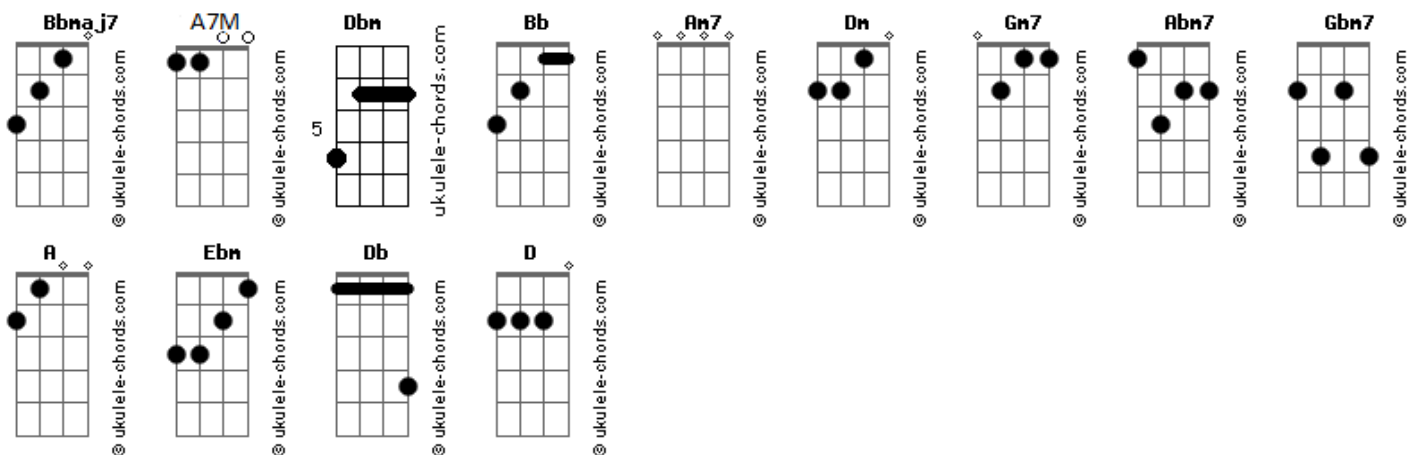 Bbmaj7 A7M Dbm Bb Am7 Dm Gm7 Abm7 Gbm7
5
© ukulele-chords.com © ukulele-chords.com ukulele-chords.com © ukulele-chords.com © ukulele-chords.com © ukulele-chords.com © ukulele-chords.com © ukulele-chords.com © ukulele-chords.com
A Ebm Db D
© ukulele-chords.com © ukulele-chords.com © ukulele-chords.com © ukulele-chords.com